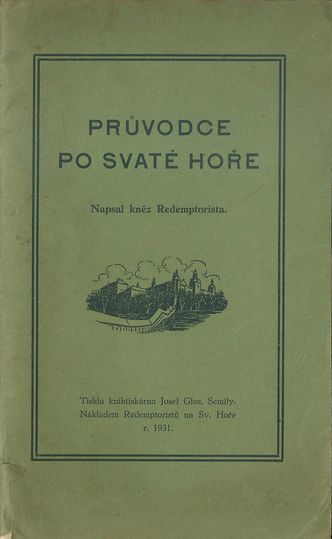 PRŮVODCE
PO SVATÉ HOŘE
Napsal kněz Redemptorista.
Tiskla knihtiskárna Josef Glos, Semily.
Nákladem Redemptoristů na Sv. Hoře
r. 1931.